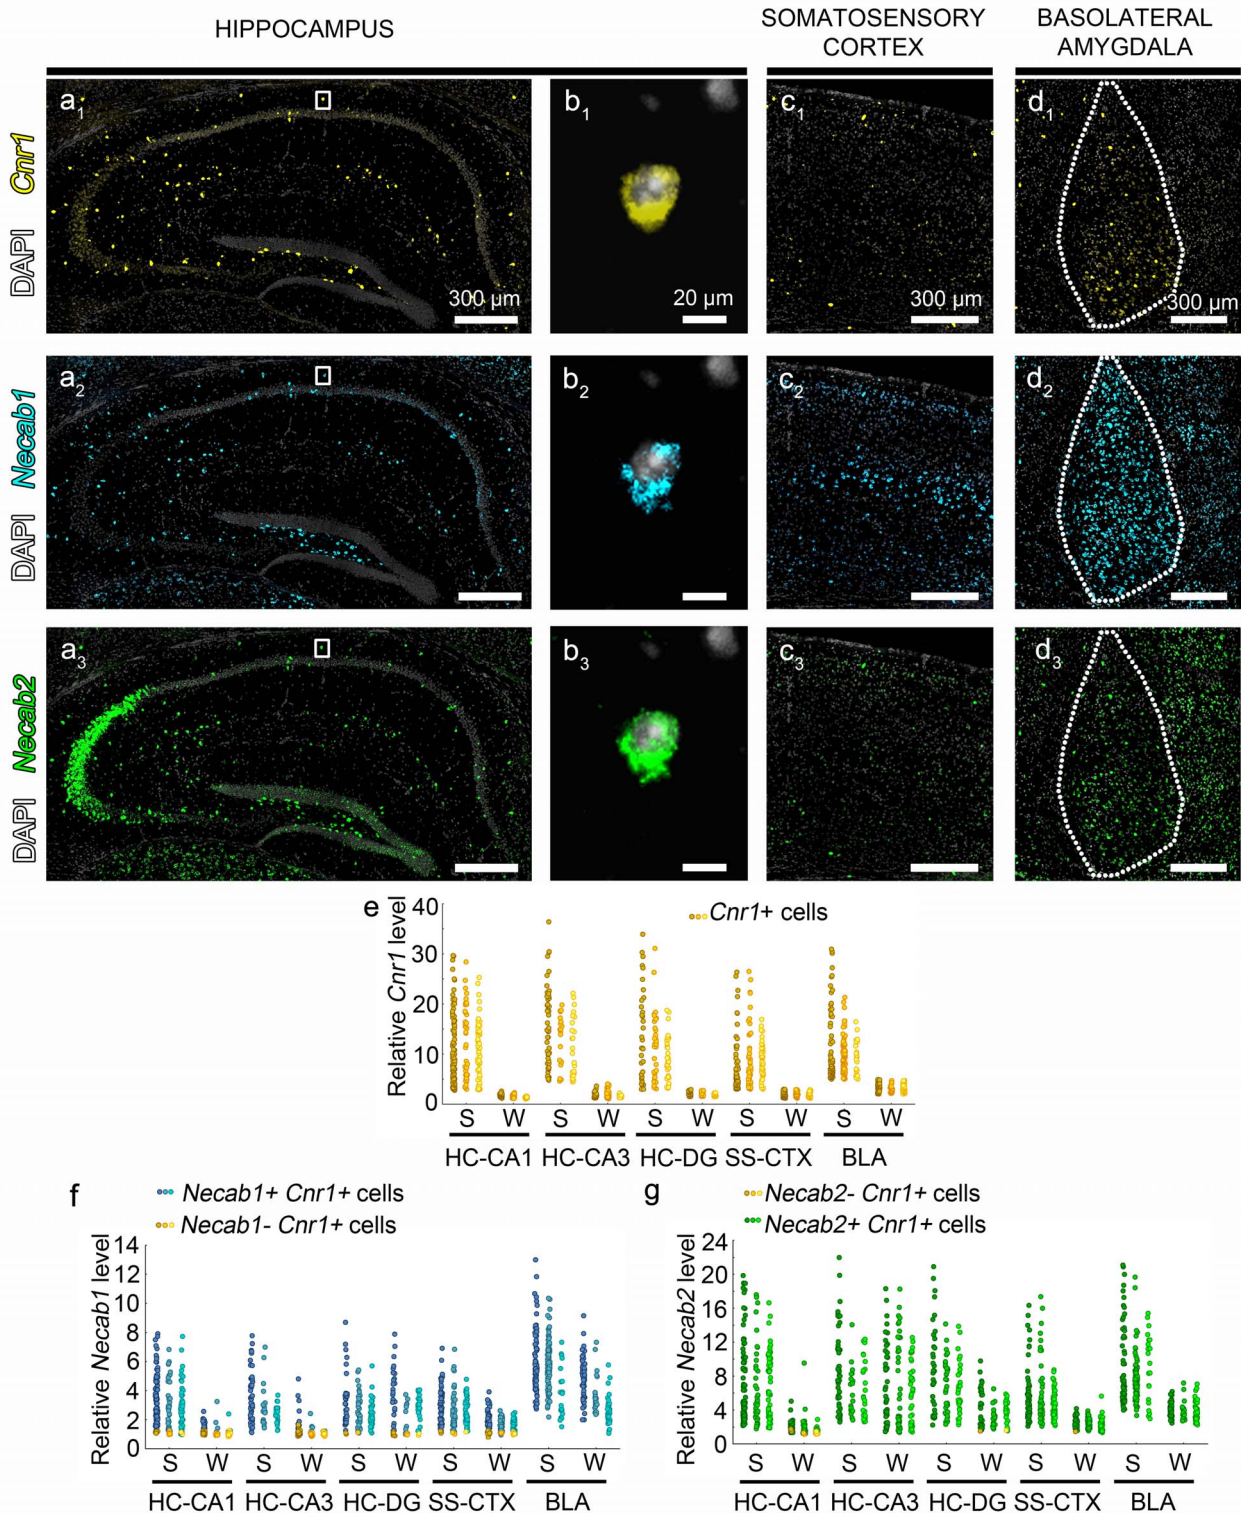 HIPPOCAMPUS
SOMATOSENSORY
CORTEX
BASOLATERAL
AMYGDALA
DAPI Cnr1
a1
300 µm
b1
20 µm
c1
300 µm
d1
300 µm
DAPI Necab1
a2
b2
c2
d2
DAPI Necab2
a3
b3
c3
d3
e
Cnr1+ cells
Relative Cnr1 level
40
30
20
10
0
S W S W S W S W S W
HC-CA1 HC-CA3 HC-DG SS-CTX BLA
f
Necab1+ Cnr1+ cells
Necab1- Cnr1+ cells
Relative Necab1 level
14
12
10
8
6
4
2
0
S W S W S W S W S W
HC-CA1 HC-CA3 HC-DG SS-CTX BLA
g
Necab2- Cnr1+ cells
Necab2+ Cnr1+ cells
Relative Necab2 level
24
20
16
12
8
4
0
S W S W S W S W S W
HC-CA1 HC-CA3 HC-DG SS-CTX BLA